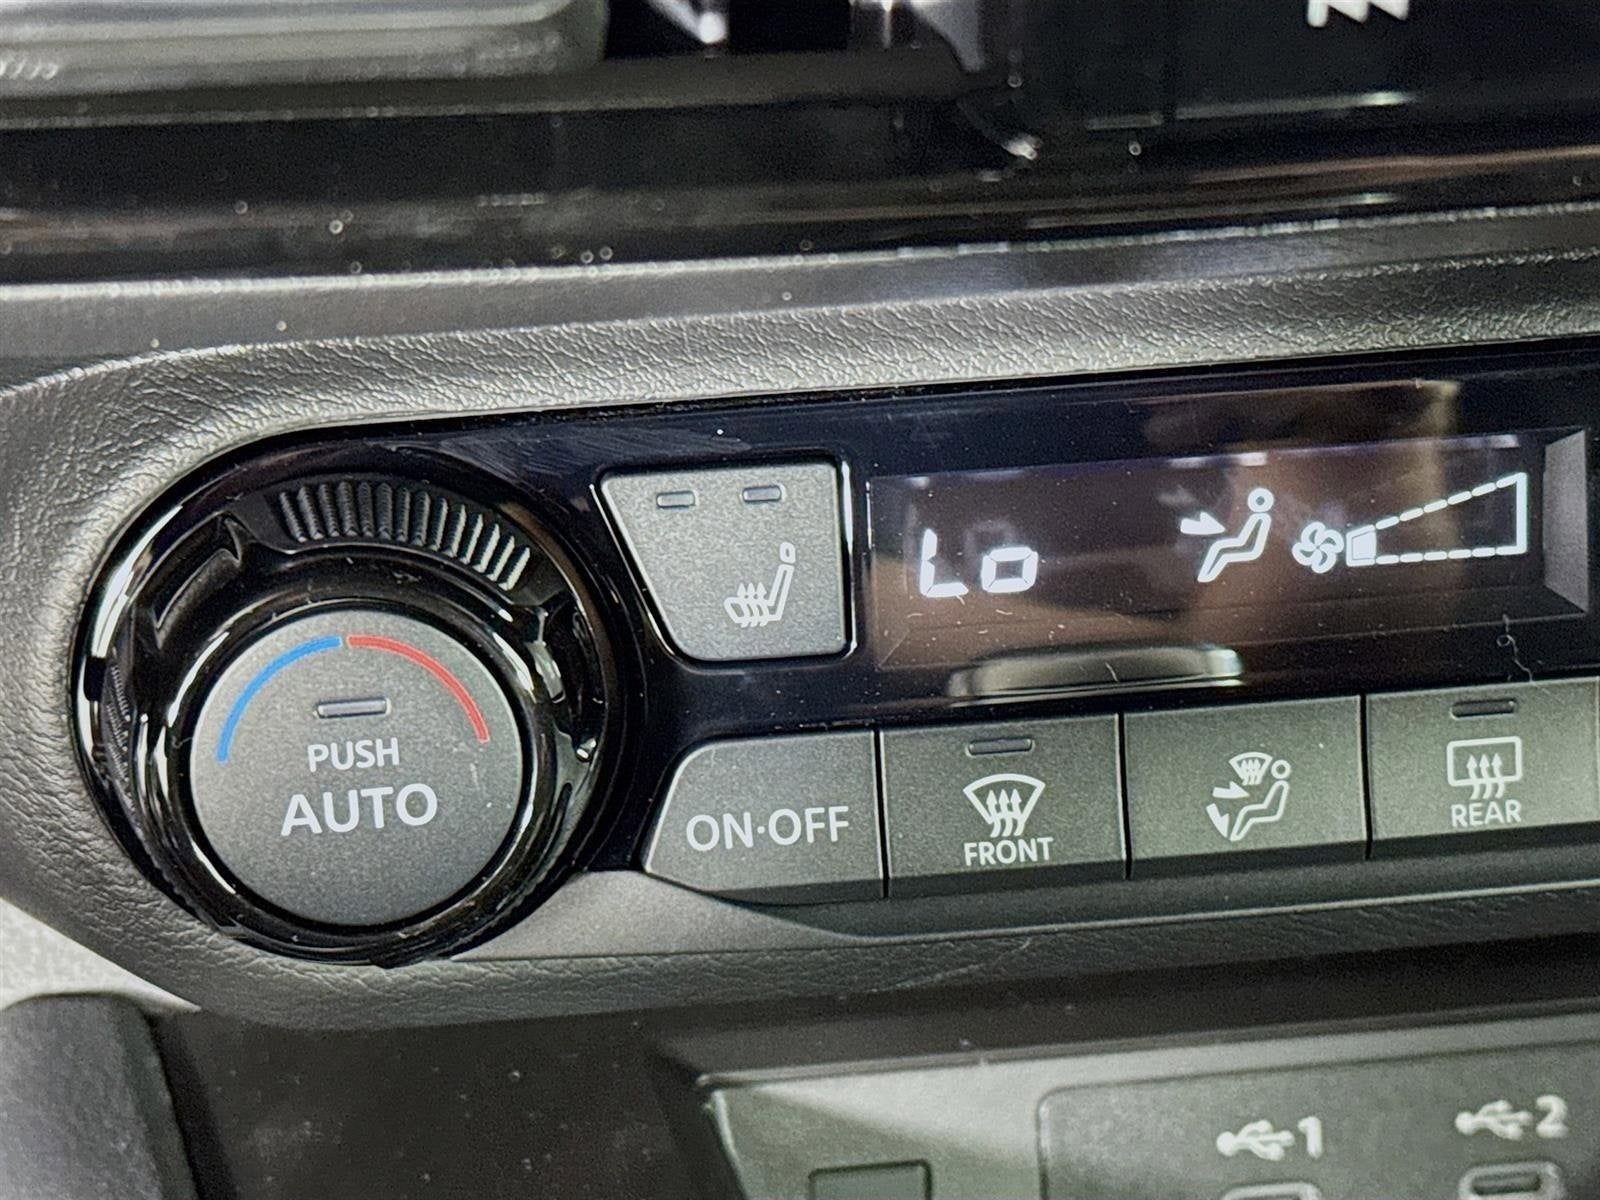 Lo
PUSH
AUTO
ON·OFF
FRONT
REAR
1
2